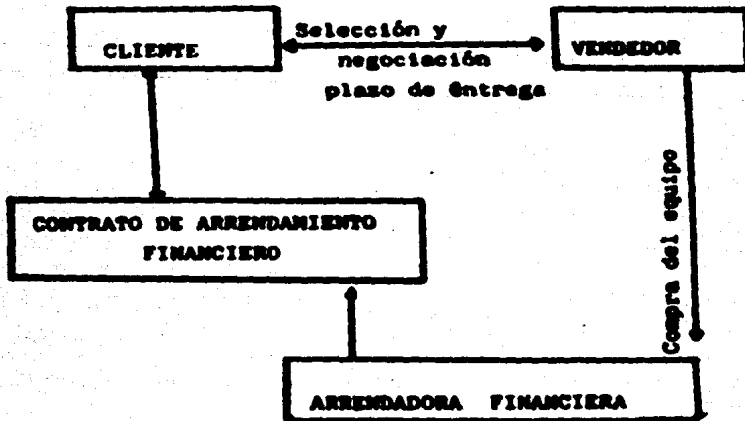 CLIENTE
Selección y
negociación
plazo de entrega
VENDEDOR
Compra del equipo
CONTRATO DE ARRENDAMIENTO
FINANCIERO
ARRENDADORA FINANCIERA